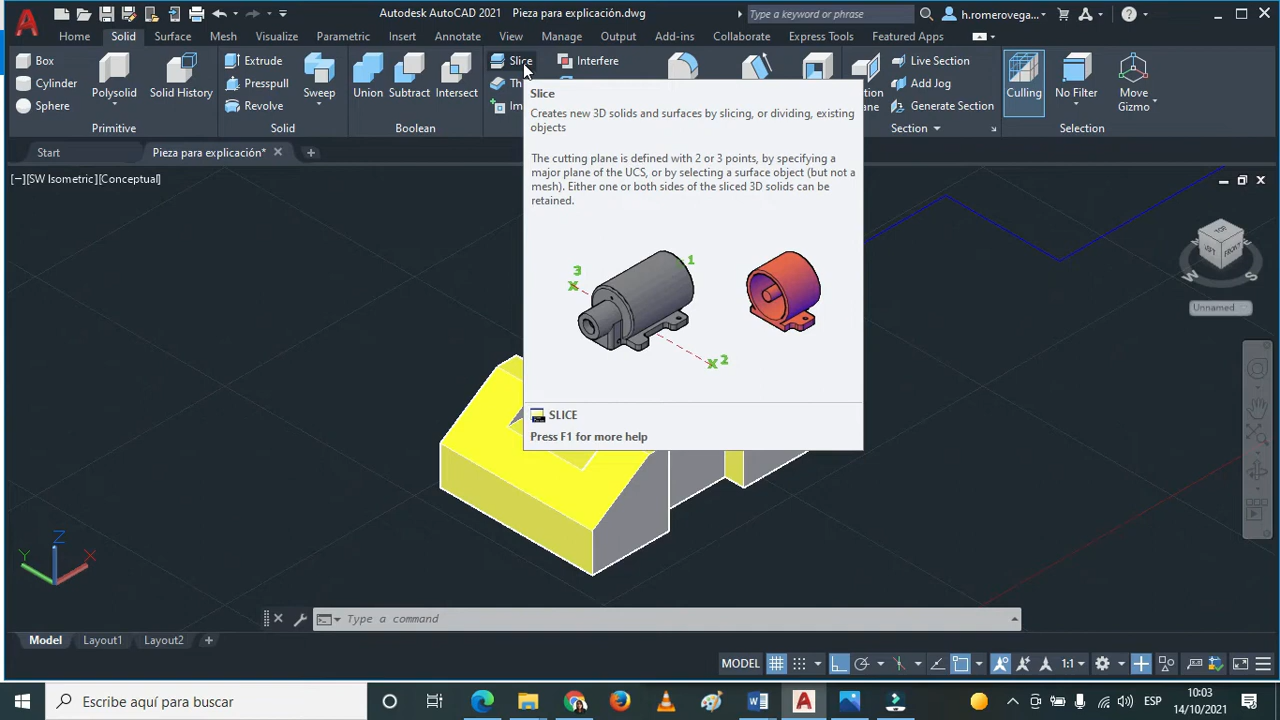 Autodesk AutoCAD 2021 Pieza para explicación.dwg
Type a keyword or phrase
h.romerovega...
Home Solid Surface Mesh Visualize Parametric Insert Annotate View Manage Output Add-ins Collaborate Express Tools Featured Apps
Box
Cylinder
Sphere
Polysolid
Solid History
Primitive
Extrude
Presspull
Revolve
Sweep
Solid
Union
Subtract
Intersect
Boolean
Slice
Th
Im
Interfere
Live Section
Add Jog
Generate Section
Section
Culling
No Filter
Move
Gizmo
Selection
Start
Pieza para explicación*
[−][SW Isometric][Conceptual]
Slice
Creates new 3D solids and surfaces by slicing, or dividing, existing
objects
The cutting plane is defined with 2 or 3 points, by specifying a
major plane of the UCS, or by selecting a surface object (but not a
mesh). Either one or both sides of the sliced 3D solids can be
retained.
1
3
X
X 2
SLICE
Press F1 for more help
TOP
LEFT
FRONT
W
S
Unnamed
Z
Y
X
Type a command
Model
Layout1
Layout2
MODEL
1:1
Escribe aquí para buscar
ESP
10:03
14/10/2021